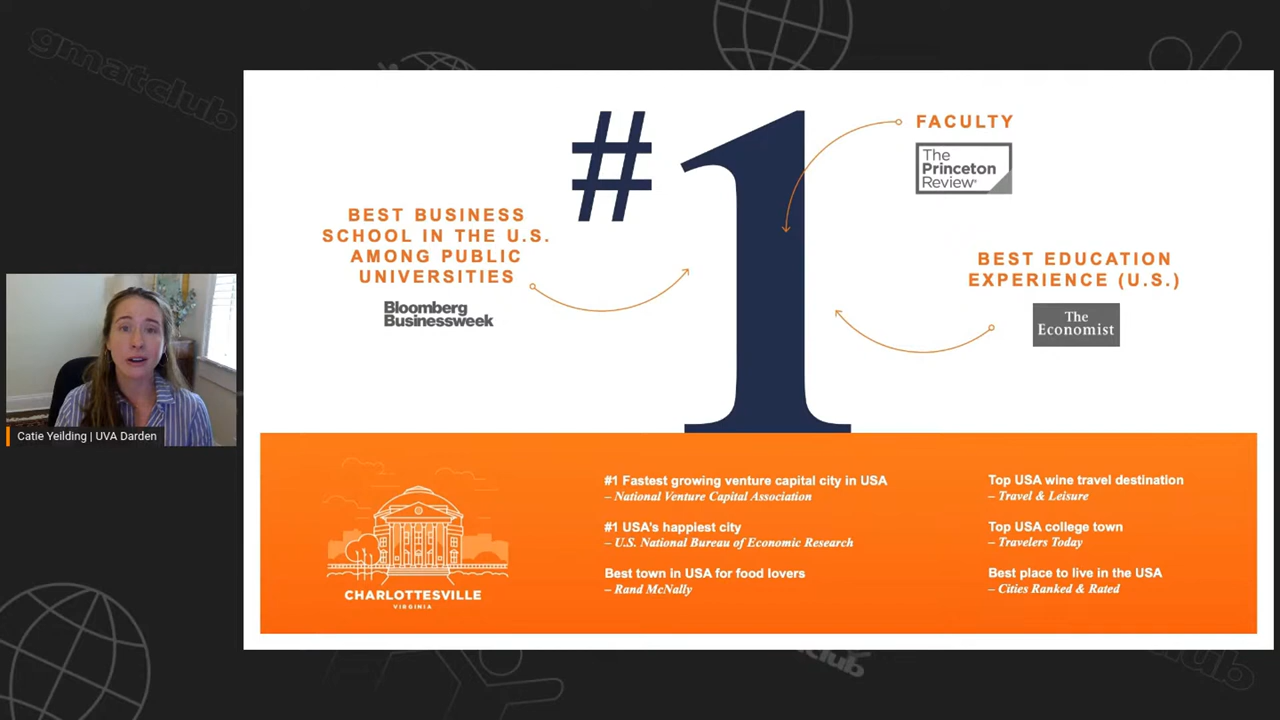 gmatclub
#1
FACULTY
The
Princeton
Review®
BEST BUSINESS
SCHOOL IN THE U.S.
AMONG PUBLIC
UNIVERSITIES
Bloomberg
Businessweek
BEST EDUCATION
EXPERIENCE (U.S.)
The
Economist
Catie Yeilding | UVA Darden
CHARLOTTESVILLE
VIRGINIA
#1 Fastest growing venture capital city in USA
– National Venture Capital Association
#1 USA's happiest city
– U.S. National Bureau of Economic Research
Best town in USA for food lovers
– Rand McNally
Top USA wine travel destination
– Travel & Leisure
Top USA college town
– Travelers Today
Best place to live in the USA
– Cities Ranked & Rated
club